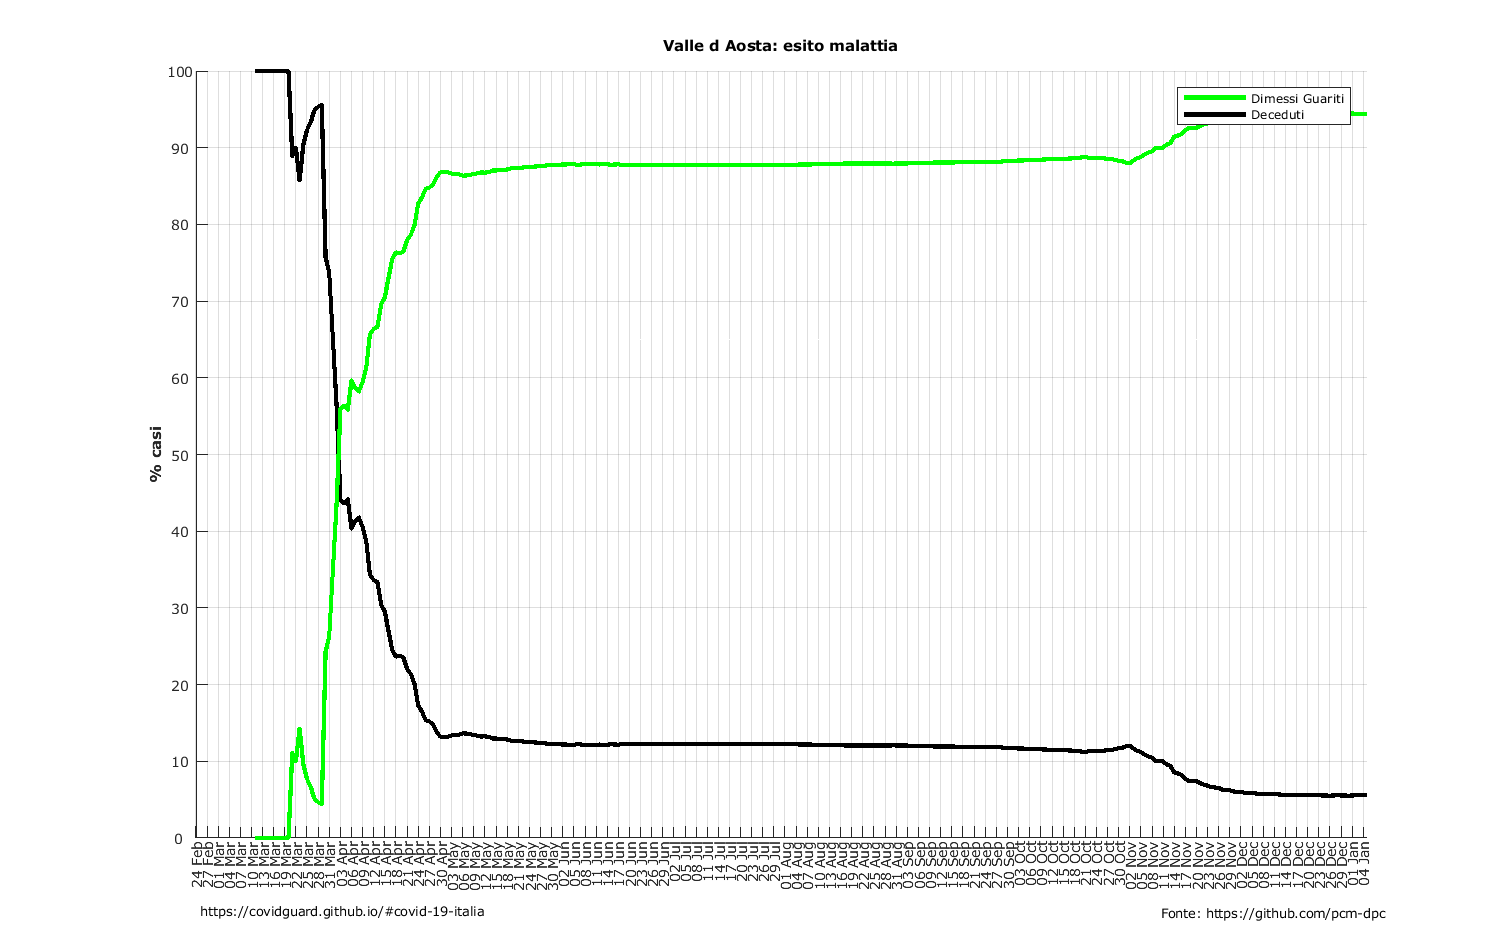 Valle d Aosta: esito malattia
100
90
80
70
60
50
40
30
20
10
0
% casi
Dimessi Guariti
Deceduti
24 Feb
27 Feb
01 Mar
04 Mar
07 Mar
10 Mar
13 Mar
16 Mar
19 Mar
22 Mar
25 Mar
28 Mar
31 Mar
03 Apr
06 Apr
09 Apr
12 Apr
15 Apr
18 Apr
21 Apr
24 Apr
27 Apr
30 Apr
03 May
06 May
09 May
12 May
15 May
18 May
21 May
24 May
27 May
30 May
02 Jun
05 Jun
08 Jun
11 Jun
14 Jun
17 Jun
20 Jun
23 Jun
26 Jun
29 Jun
02 Jul
05 Jul
08 Jul
11 Jul
14 Jul
17 Jul
20 Jul
23 Jul
26 Jul
29 Jul
01 Aug
04 Aug
07 Aug
10 Aug
13 Aug
16 Aug
19 Aug
22 Aug
25 Aug
28 Aug
31 Aug
03 Sep
06 Sep
09 Sep
12 Sep
15 Sep
18 Sep
21 Sep
24 Sep
27 Sep
30 Sep
03 Oct
06 Oct
09 Oct
12 Oct
15 Oct
18 Oct
21 Oct
24 Oct
27 Oct
30 Oct
02 Nov
05 Nov
08 Nov
11 Nov
14 Nov
17 Nov
20 Nov
23 Nov
26 Nov
29 Nov
02 Dec
05 Dec
08 Dec
11 Dec
14 Dec
17 Dec
20 Dec
23 Dec
26 Dec
29 Dec
01 Jan
04 Jan
https://covidguard.github.io/#covid-19-italia
Fonte: https://github.com/pcm-dpc